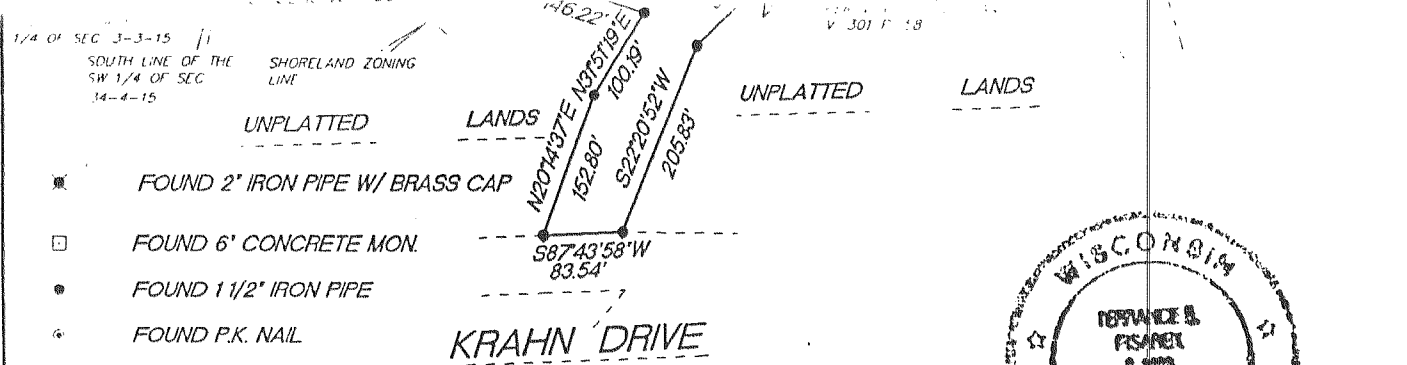 146.22'
V 301 P 18
1/4 OF SEC 3-3-15
SOUTH LINE OF THE
SW 1/4 OF SEC
34-4-15
SHORELAND ZONING
LINE
UNPLATTED LANDS
N31°51'19"E
100.19'
N20°14'37"E
152.80'
S22°20'52"W
205.83'
UNPLATTED LANDS
FOUND 2" IRON PIPE W/ BRASS CAP
FOUND 6" CONCRETE MON.
FOUND 1 1/2" IRON PIPE
FOUND P.K. NAIL
S87°43'58"W
83.54'
KRAHN DRIVE
WISCONSIN